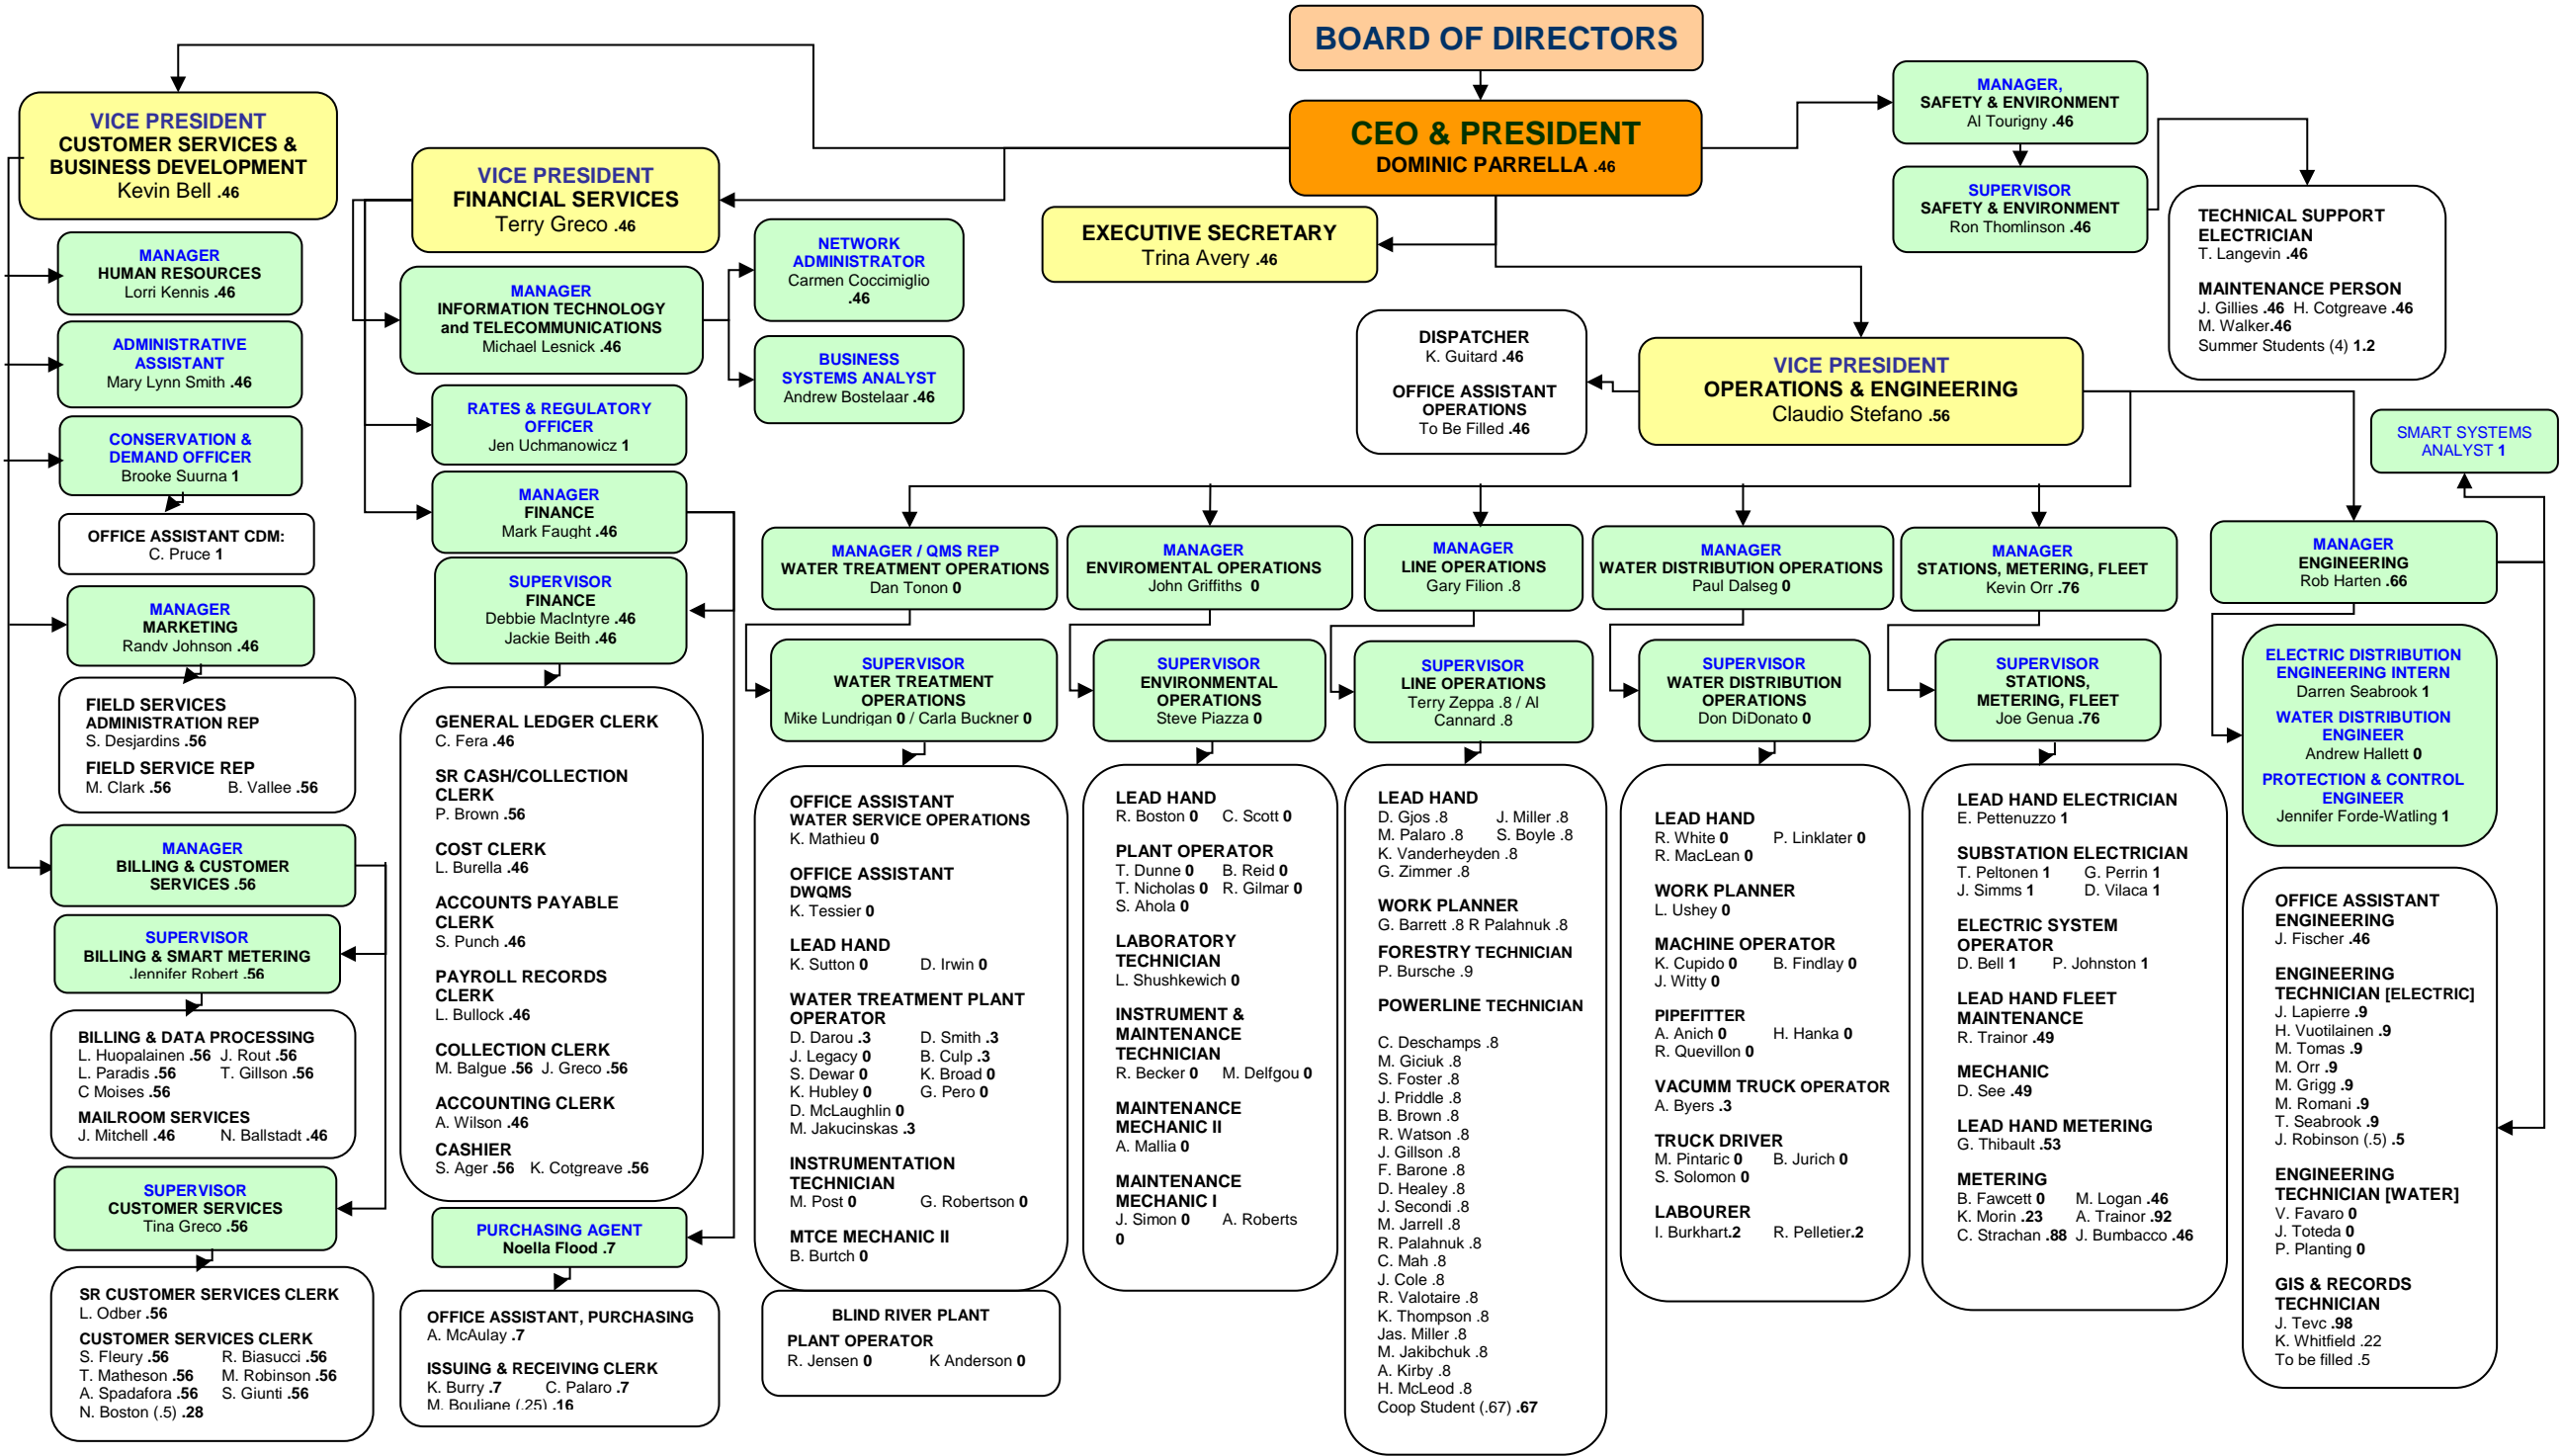 BOARD OF DIRECTORS
CEO & PRESIDENT
DOMINIC PARRELLA .46
VICE PRESIDENT
CUSTOMER SERVICES &
BUSINESS DEVELOPMENT
Kevin Bell .46
MANAGER
HUMAN RESOURCES
Lorri Kennis .46
ADMINISTRATIVE
ASSISTANT
Mary Lynn Smith .46
CONSERVATION &
DEMAND OFFICER
Brooke Suurna 1
OFFICE ASSISTANT CDM:
C. Pruce 1
MANAGER
MARKETING
Randy Johnson .46
FIELD SERVICES
ADMINISTRATION REP
S. Desjardins .56
FIELD SERVICE REP
M. Clark .56 B. Vallee .56
MANAGER
BILLING & CUSTOMER
SERVICES .56
SUPERVISOR
BILLING & SMART METERING
Jennifer Robert .56
BILLING & DATA PROCESSING
L. Huopalainen .56 J. Rout .56
L. Paradis .56 T. Gillson .56
C Moises .56
MAILROOM SERVICES
J. Mitchell .46 N. Ballstadt .46
SUPERVISOR
CUSTOMER SERVICES
Tina Greco .56
SR CUSTOMER SERVICES CLERK
L. Odber .56
CUSTOMER SERVICES CLERK
S. Fleury .56 R. Biasucci .56
T. Matheson .56 M. Robinson .56
A. Spadafora .56 S. Giunti .56
N. Boston (.5) .28
VICE PRESIDENT
FINANCIAL SERVICES
Terry Greco .46
MANAGER
INFORMATION TECHNOLOGY
and TELECOMMUNICATIONS
Michael Lesnick .46
NETWORK
ADMINISTRATOR
Carmen Coccimiglio
.46
BUSINESS
SYSTEMS ANALYST
Andrew Bostelaar .46
RATES & REGULATORY
OFFICER
Jen Uchmanowicz 1
MANAGER
FINANCE
Mark Faught .46
SUPERVISOR
FINANCE
Debbie MacIntyre .46
Jackie Beith .46
GENERAL LEDGER CLERK
C. Fera .46
SR CASH/COLLECTION
CLERK
P. Brown .56
COST CLERK
L. Burella .46
ACCOUNTS PAYABLE
CLERK
S. Punch .46
PAYROLL RECORDS
CLERK
L. Bullock .46
COLLECTION CLERK
M. Balgue .56 J. Greco .56
ACCOUNTING CLERK
A. Wilson .46
CASHIER
S. Ager .56 K. Cotgreave .56
PURCHASING AGENT
Noella Flood .7
OFFICE ASSISTANT, PURCHASING
A. McAulay .7
ISSUING & RECEIVING CLERK
K. Burry .7 C. Palaro .7
M. Bouliane (.25) .16
EXECUTIVE SECRETARY
Trina Avery .46
MANAGER,
SAFETY & ENVIRONMENT
Al Tourigny .46
SUPERVISOR
SAFETY & ENVIRONMENT
Ron Thomlinson .46
TECHNICAL SUPPORT
ELECTRICIAN
T. Langevin .46
MAINTENANCE PERSON
J. Gillies .46 H. Cotgreave .46
M. Walker.46
Summer Students (4) 1.2
DISPATCHER
K. Guitard .46
OFFICE ASSISTANT
OPERATIONS
To Be Filled .46
VICE PRESIDENT
OPERATIONS & ENGINEERING
Claudio Stefano .56
SMART SYSTEMS
ANALYST 1
MANAGER / QMS REP
WATER TREATMENT OPERATIONS
Dan Tonon 0
SUPERVISOR
WATER TREATMENT
OPERATIONS
Mike Lundrigan 0 / Carla Buckner 0
OFFICE ASSISTANT
WATER SERVICE OPERATIONS
K. Mathieu 0
OFFICE ASSISTANT
DWQMS
K. Tessier 0
LEAD HAND
K. Sutton 0 D. Irwin 0
WATER TREATMENT PLANT
OPERATOR
D. Darou .3 D. Smith .3
J. Legacy 0 B. Culp .3
S. Dewar 0 K. Broad 0
K. Hubley 0 G. Pero 0
D. McLaughlin 0
M. Jakucinskas .3
INSTRUMENTATION
TECHNICIAN
M. Post 0 G. Robertson 0
MTCE MECHANIC II
B. Burtch 0
BLIND RIVER PLANT
PLANT OPERATOR
R. Jensen 0 K Anderson 0
MANAGER
ENVIROMENTAL OPERATIONS
John Griffiths 0
SUPERVISOR
ENVIRONMENTAL
OPERATIONS
Steve Piazza 0
LEAD HAND
R. Boston 0 C. Scott 0
PLANT OPERATOR
T. Dunne 0 B. Reid 0
T. Nicholas 0 R. Gilmar 0
S. Ahola 0
LABORATORY
TECHNICIAN
L. Shushkewich 0
INSTRUMENT &
MAINTENANCE
TECHNICIAN
R. Becker 0 M. Delfgou 0
MAINTENANCE
MECHANIC II
A. Mallia 0
MAINTENANCE
MECHANIC I
J. Simon 0 A. Roberts
0
MANAGER
LINE OPERATIONS
Gary Filion .8
SUPERVISOR
LINE OPERATIONS
Terry Zeppa .8 / Al
Cannard .8
LEAD HAND
D. Gjos .8 J. Miller .8
M. Palaro .8 S. Boyle .8
K. Vanderheyden .8
G. Zimmer .8
WORK PLANNER
G. Barrett .8 R Palahnuk .8
FORESTRY TECHNICIAN
P. Bursche .9
POWERLINE TECHNICIAN
C. Deschamps .8
M. Giciuk .8
S. Foster .8
J. Priddle .8
B. Brown .8
R. Watson .8
J. Gillson .8
F. Barone .8
D. Healey .8
J. Secondi .8
M. Jarrell .8
R. Palahnuk .8
C. Mah .8
J. Cole .8
R. Valotaire .8
K. Thompson .8
Jas. Miller .8
M. Jakibchuk .8
A. Kirby .8
H. McLeod .8
Coop Student (.67) .67
MANAGER
WATER DISTRIBUTION OPERATIONS
Paul Dalseg 0
SUPERVISOR
WATER DISTRIBUTION
OPERATIONS
Don DiDonato 0
LEAD HAND
R. White 0 P. Linklater 0
R. MacLean 0
WORK PLANNER
L. Ushey 0
MACHINE OPERATOR
K. Cupido 0 B. Findlay 0
J. Witty 0
PIPEFITTER
A. Anich 0 H. Hanka 0
R. Quevillon 0
VACUMM TRUCK OPERATOR
A. Byers .3
TRUCK DRIVER
M. Pintaric 0 B. Jurich 0
S. Solomon 0
LABOURER
I. Burkhart.2 R. Pelletier.2
MANAGER
STATIONS, METERING, FLEET
Kevin Orr .76
SUPERVISOR
STATIONS,
METERING, FLEET
Joe Genua .76
LEAD HAND ELECTRICIAN
E. Pettenuzzo 1
SUBSTATION ELECTRICIAN
T. Peltonen 1 G. Perrin 1
J. Simms 1 D. Vilaca 1
ELECTRIC SYSTEM
OPERATOR
D. Bell 1 P. Johnston 1
LEAD HAND FLEET
MAINTENANCE
R. Trainor .49
MECHANIC
D. See .49
LEAD HAND METERING
G. Thibault .53
METERING
B. Fawcett 0 M. Logan .46
K. Morin .23 A. Trainor .92
C. Strachan .88 J. Bumbacco .46
MANAGER
ENGINEERING
Rob Harten .66
ELECTRIC DISTRIBUTION
ENGINEERING INTERN
Darren Seabrook 1
WATER DISTRIBUTION
ENGINEER
Andrew Hallett 0
PROTECTION & CONTROL
ENGINEER
Jennifer Forde-Watling 1
OFFICE ASSISTANT
ENGINEERING
J. Fischer .46
ENGINEERING
TECHNICIAN [ELECTRIC]
J. Lapierre .9
H. Vuotilainen .9
M. Tomas .9
M. Orr .9
M. Grigg .9
M. Romani .9
T. Seabrook .9
J. Robinson (.5) .5
ENGINEERING
TECHNICIAN [WATER]
V. Favaro 0
J. Toteda 0
P. Planting 0
GIS & RECORDS
TECHNICIAN
J. Tevc .98
K. Whitfield .22
To be filled .5